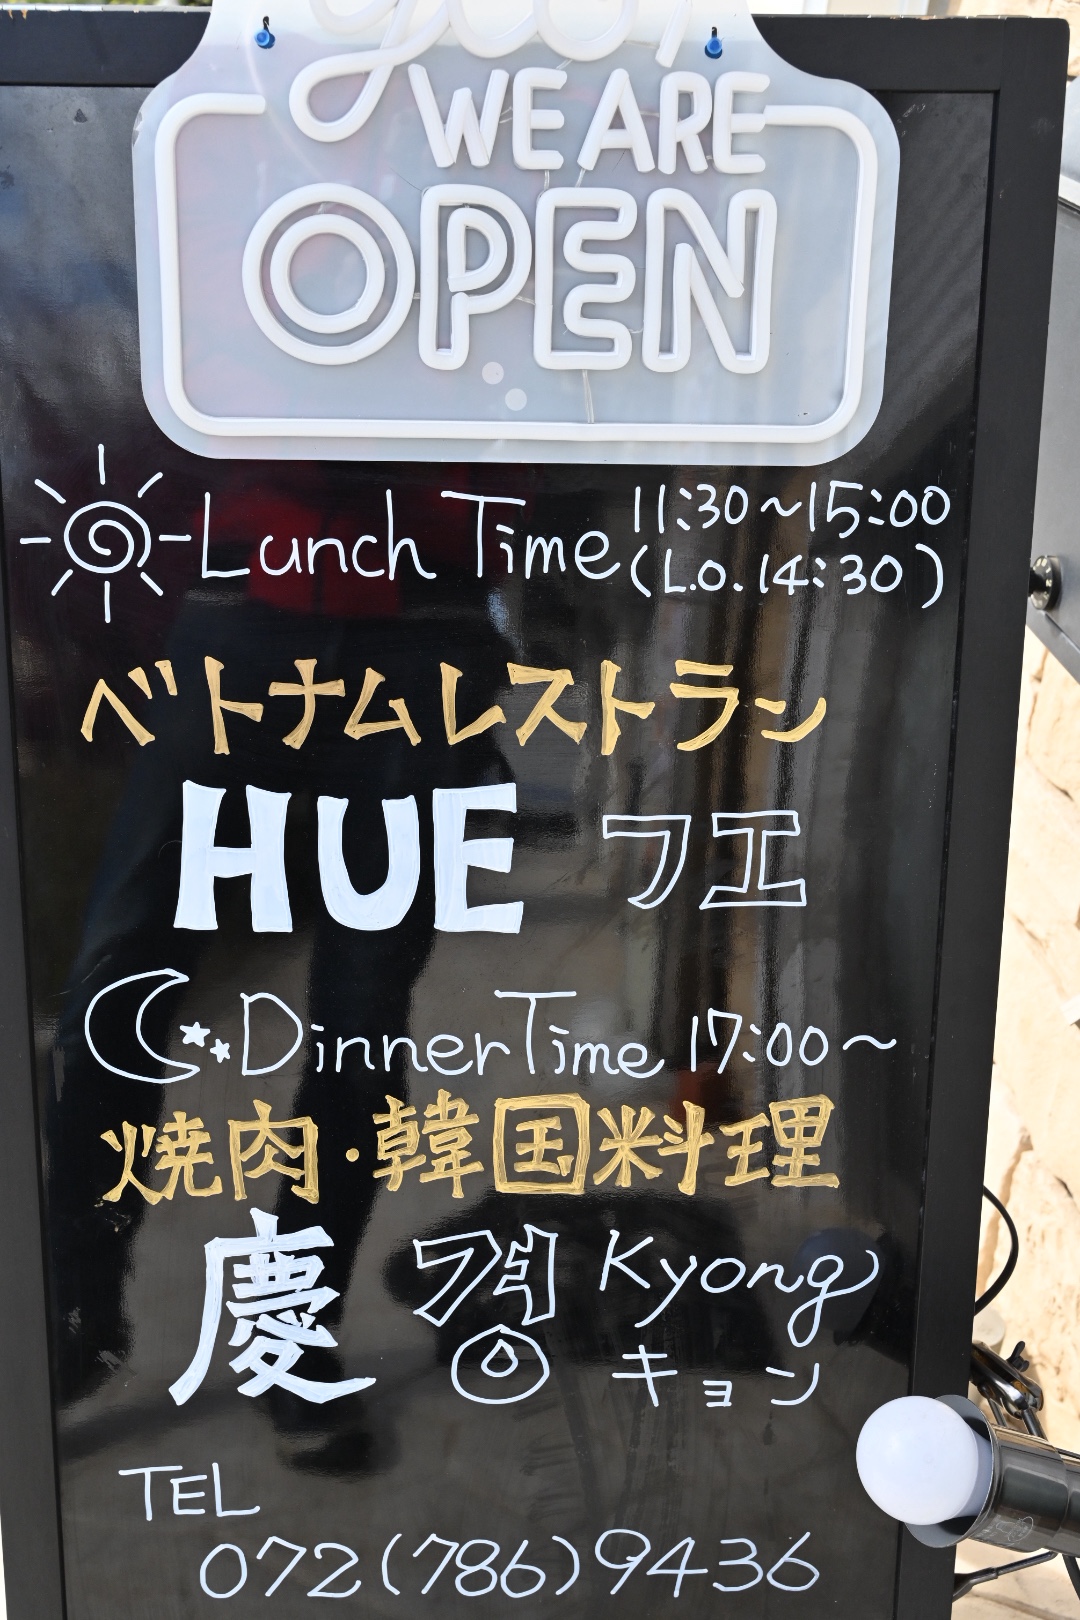 WE ARE
OPEN
Lunch Time 11:30~15:00
(L.O. 14:30)
ベトナムレストラン
HUE フエ
Dinner Time 17:00~
焼肉・韓国料理
慶 경 Kyong
キョン
TEL
072(786)9436